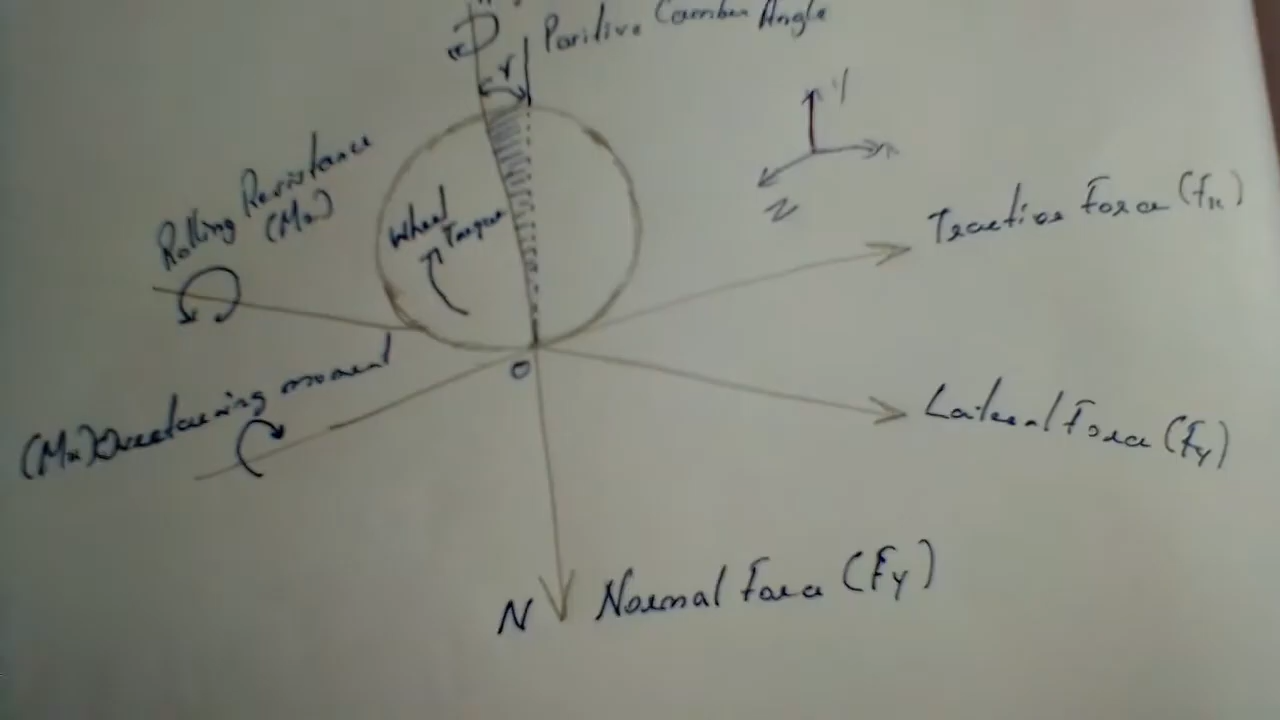 Positive Camber Angle
γ
Y
x
Z
Rolling Resistance
(Mx)
Wheel
Torque
Tractive Force (Fx)
(Mx) Overturning moment
O
Lateral Force (Fy)
N
Normal Force (Fy)